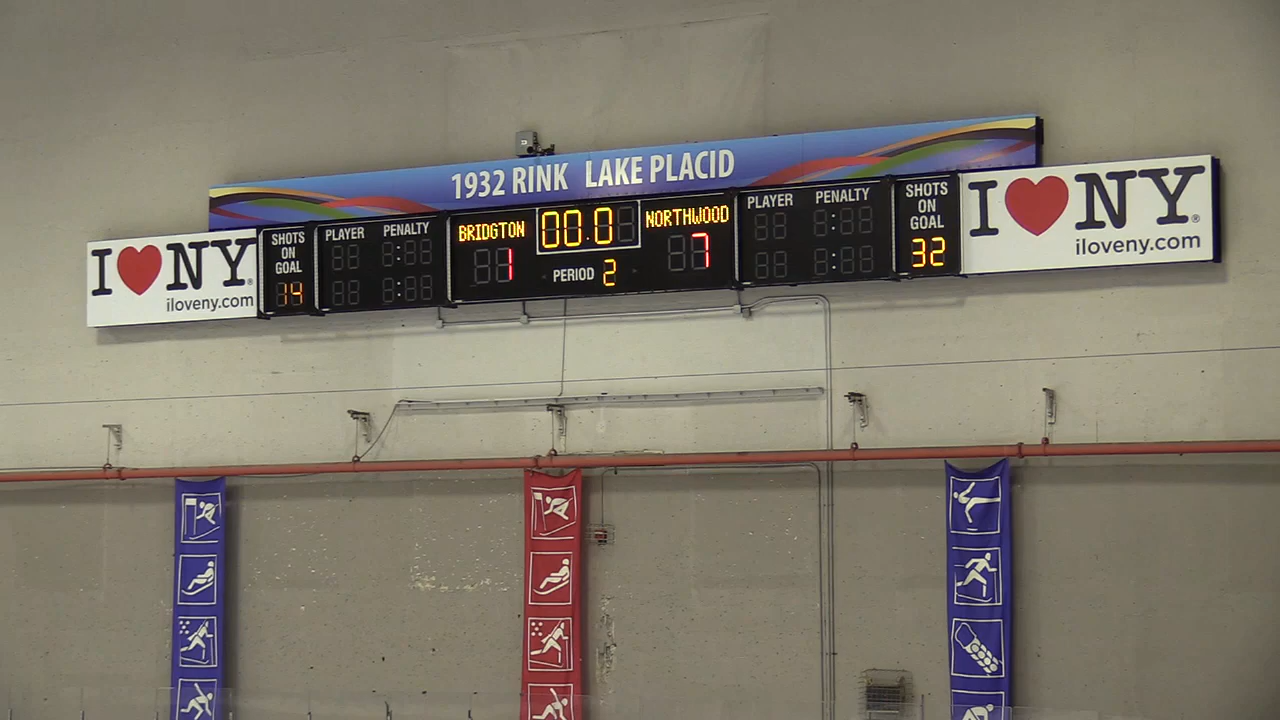 1932 RINK LAKE PLACID
I ♥ NY®
iloveny.com
SHOTS
ON
GOAL
14
PLAYER PENALTY
BRIDGTON
1
00.0
PERIOD 2
NORTHWOOD
7
PLAYER PENALTY
SHOTS
ON
GOAL
32
I ♥ NY®
iloveny.com